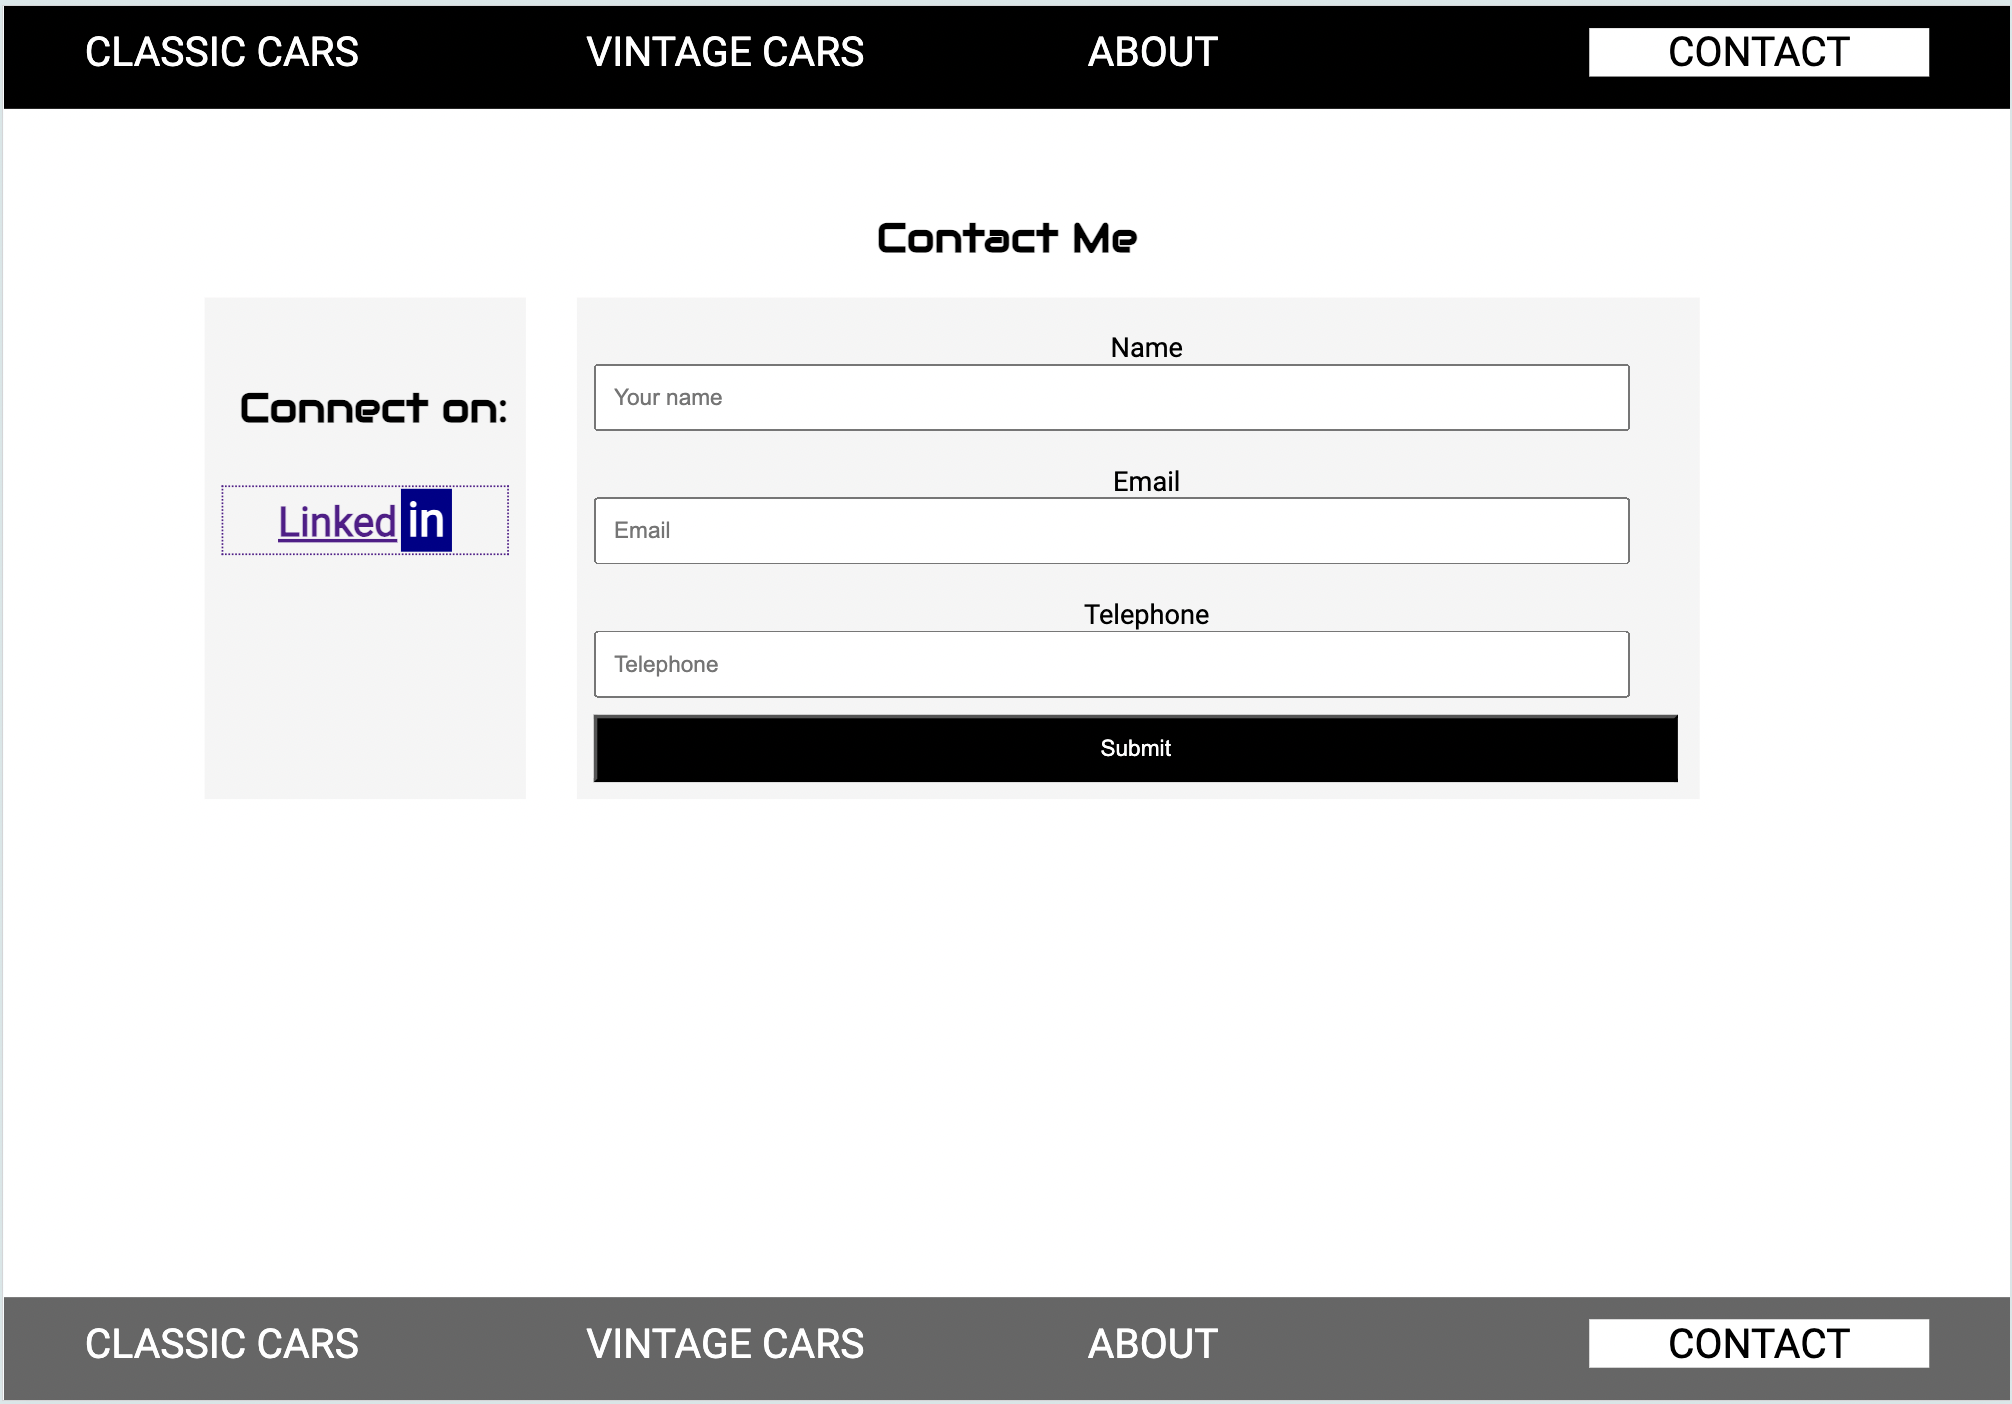 CLASSIC CARS VINTAGE CARS ABOUT CONTACT
Contact Me
Connect on:
Linked in
Name
Your name
Email
Email
Telephone
Telephone
Submit
CLASSIC CARS VINTAGE CARS ABOUT CONTACT